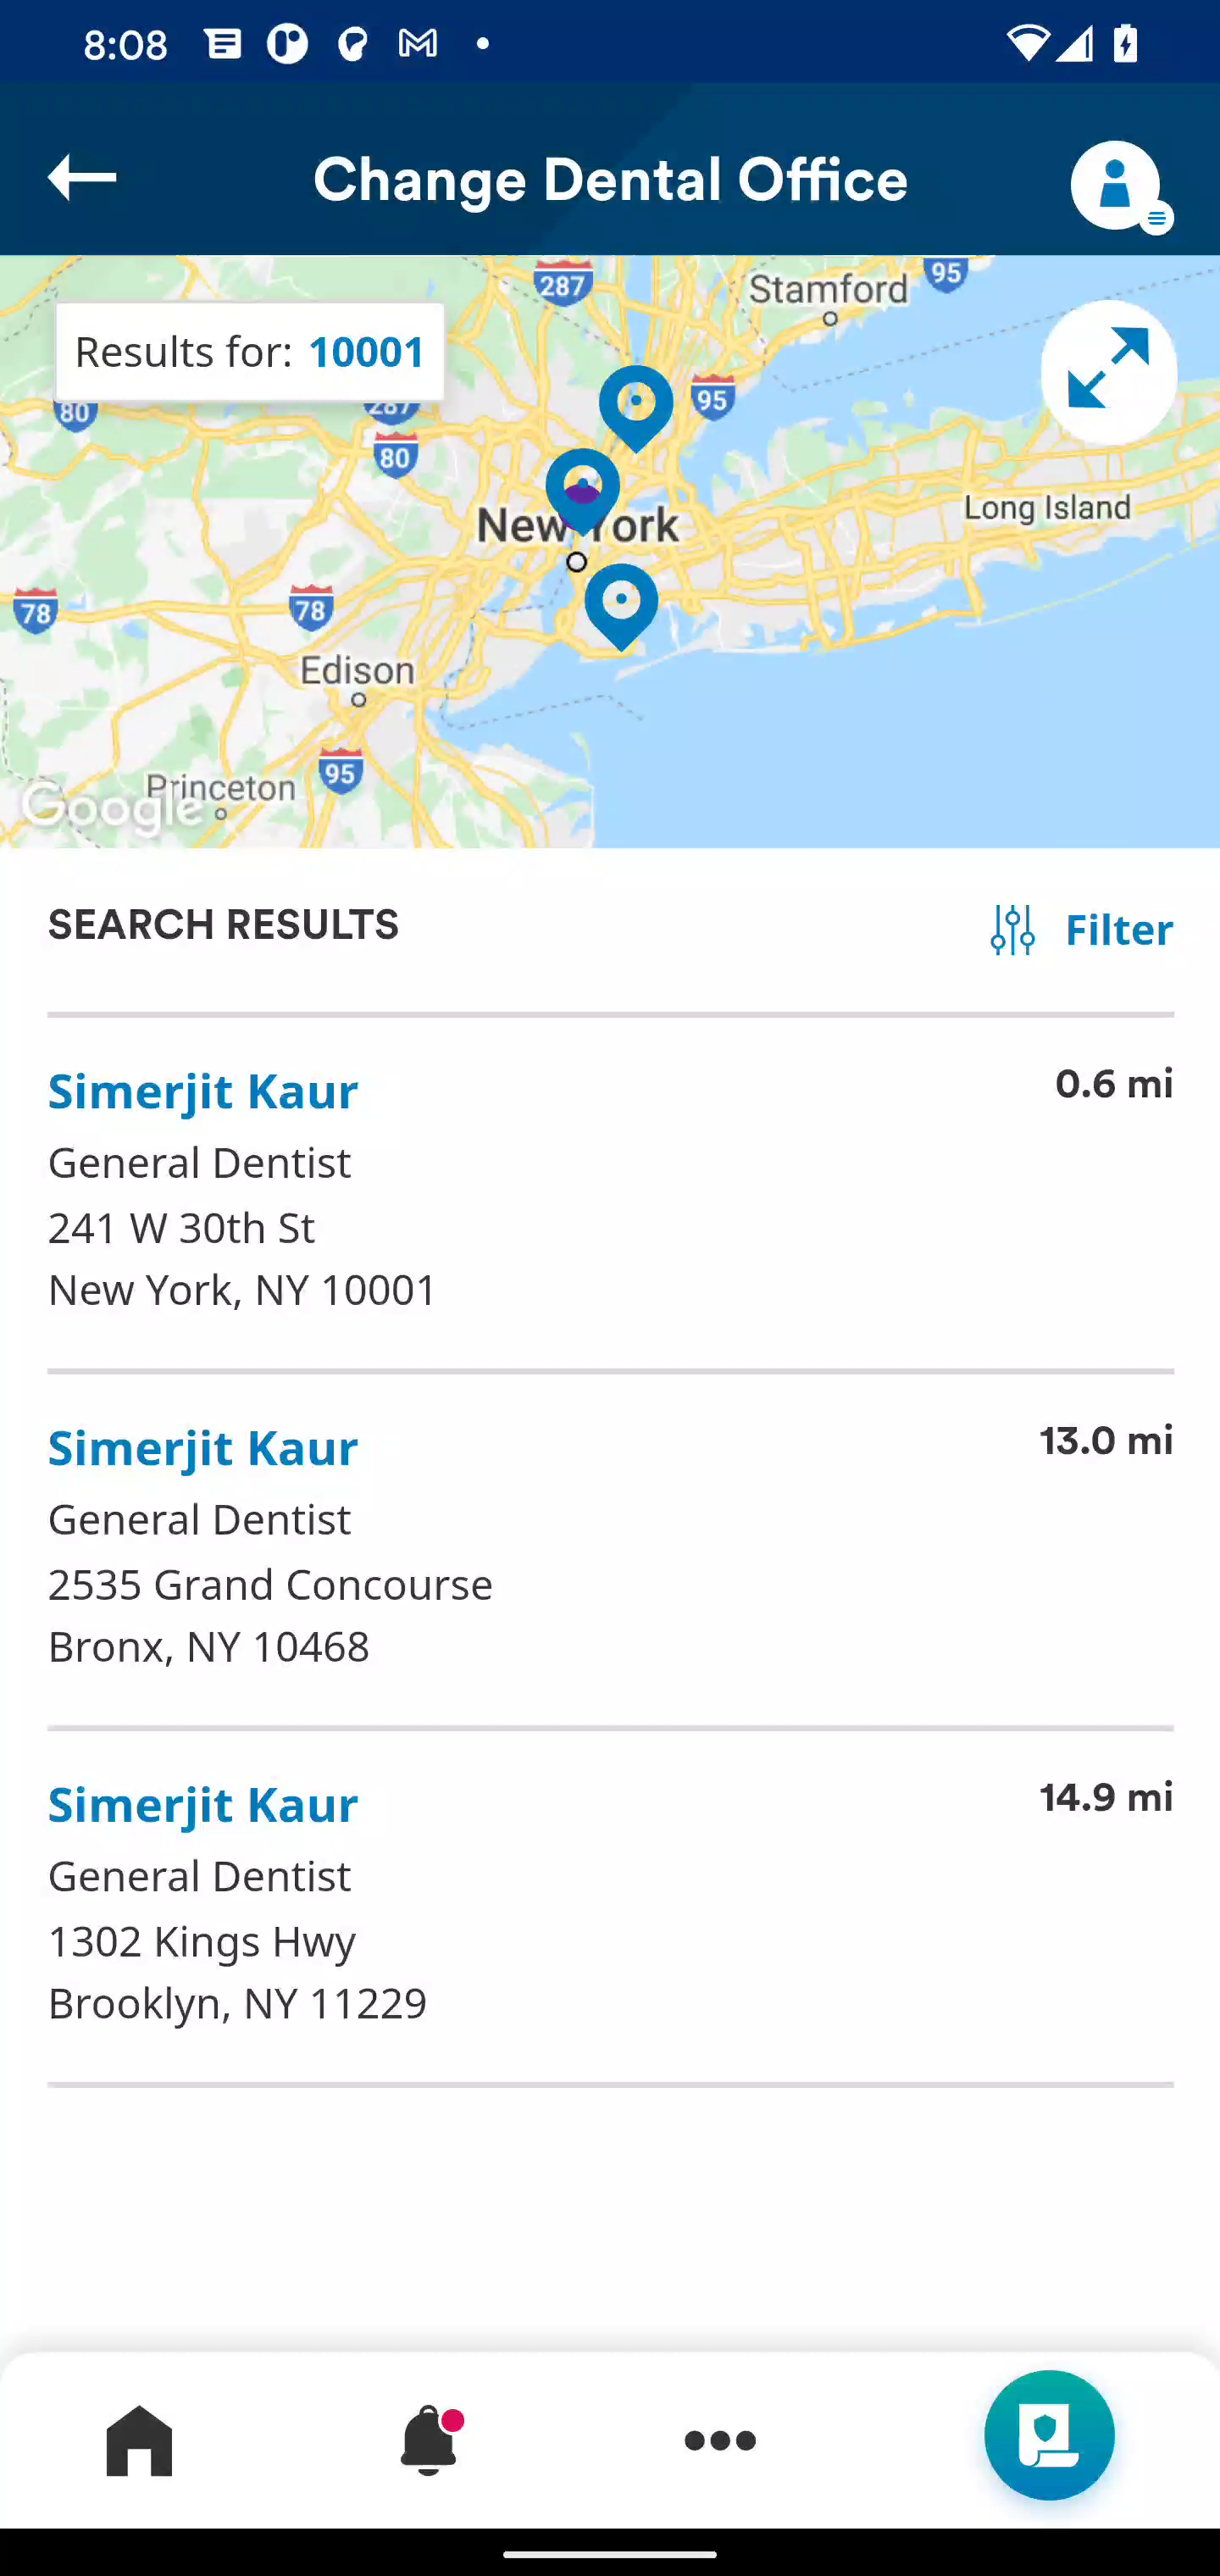 8:08
Change Dental Office
287
Stamford
95
Results for: 10001
80
287
95
80
New York
Long Island
78
78
Edison
95
Princeton
Google
SEARCH RESULTS
Filter
Simerjit Kaur
0.6 mi
General Dentist
241 W 30th St
New York, NY 10001
Simerjit Kaur
13.0 mi
General Dentist
2535 Grand Concourse
Bronx, NY 10468
Simerjit Kaur
14.9 mi
General Dentist
1302 Kings Hwy
Brooklyn, NY 11229